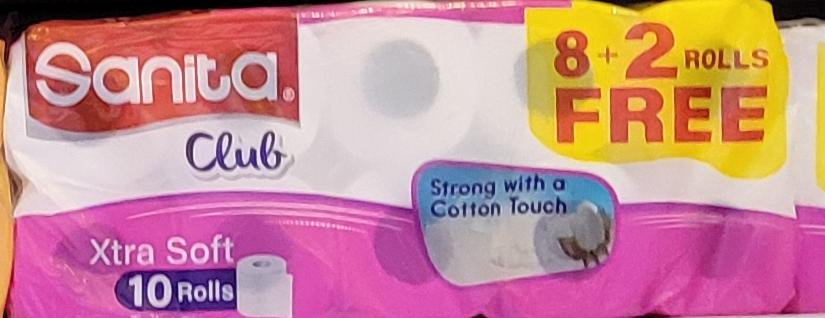 Sanita®
Club
8+2 ROLLS
FREE
Strong with a
Cotton Touch
Xtra Soft
10 Rolls